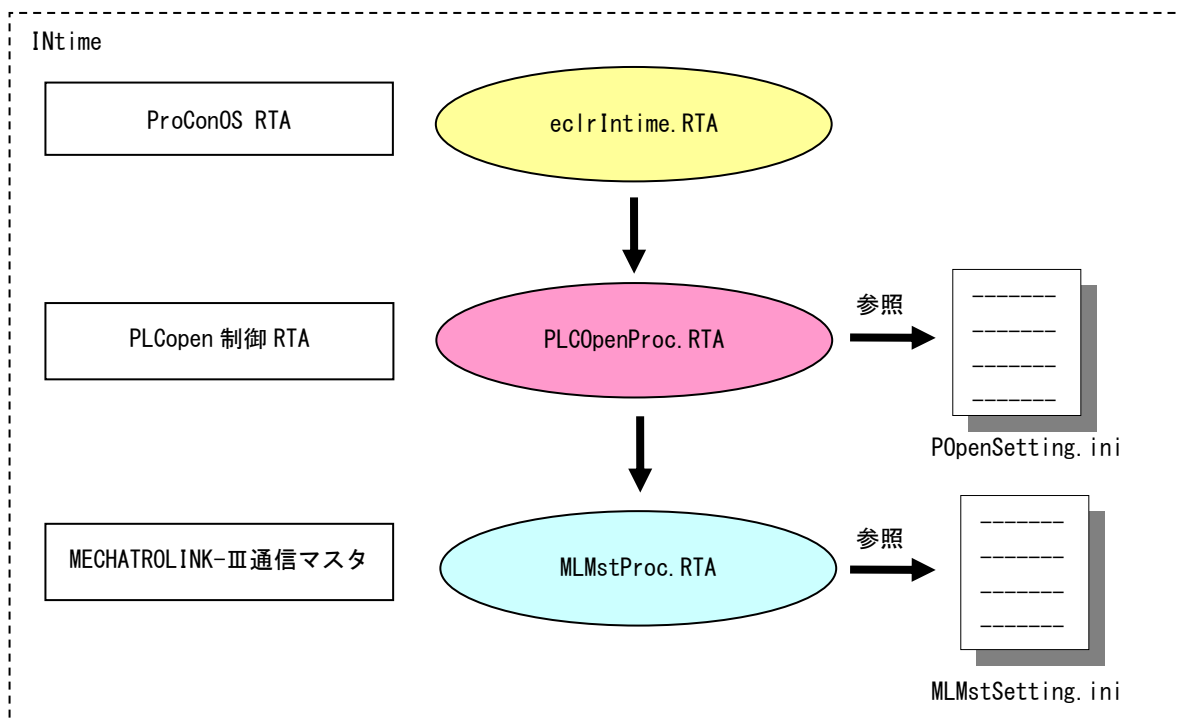 INtime
ProConOS RTA
eclrIntime.RTA
PLCopen 制御 RTA
PLCOpenProc.RTA
参照
POpenSetting.ini
MECHATROLINK-Ⅲ通信マスタ
MLMstProc.RTA
参照
MLMstSetting.ini